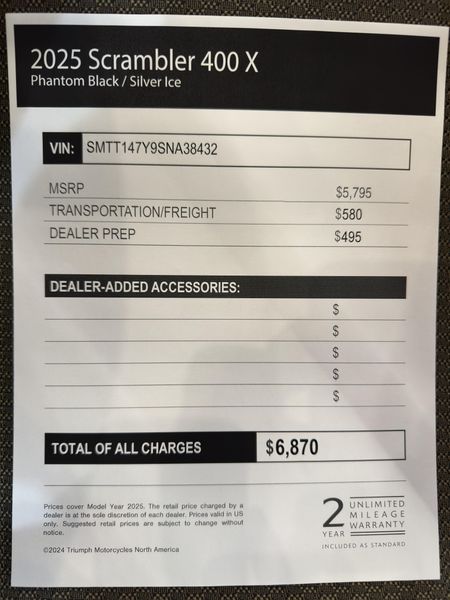 2025 Scrambler 400 X
Phantom Black / Silver Ice
VIN: SMTT147Y9SNA38432
MSRP $5,795
TRANSPORTATION/FREIGHT $580
DEALER PREP $495
DEALER-ADDED ACCESSORIES:
$
$
$
$
$
TOTAL OF ALL CHARGES $6,870
Prices cover Model Year 2025. The retail price charged by a
dealer is at the sole discretion of each dealer. Prices valid in US
only. Suggested retail prices are subject to change without
notice.
©2024 Triumph Motorcycles North America
2 YEAR
UNLIMITED
MILEAGE
WARRANTY
INCLUDED AS STANDARD